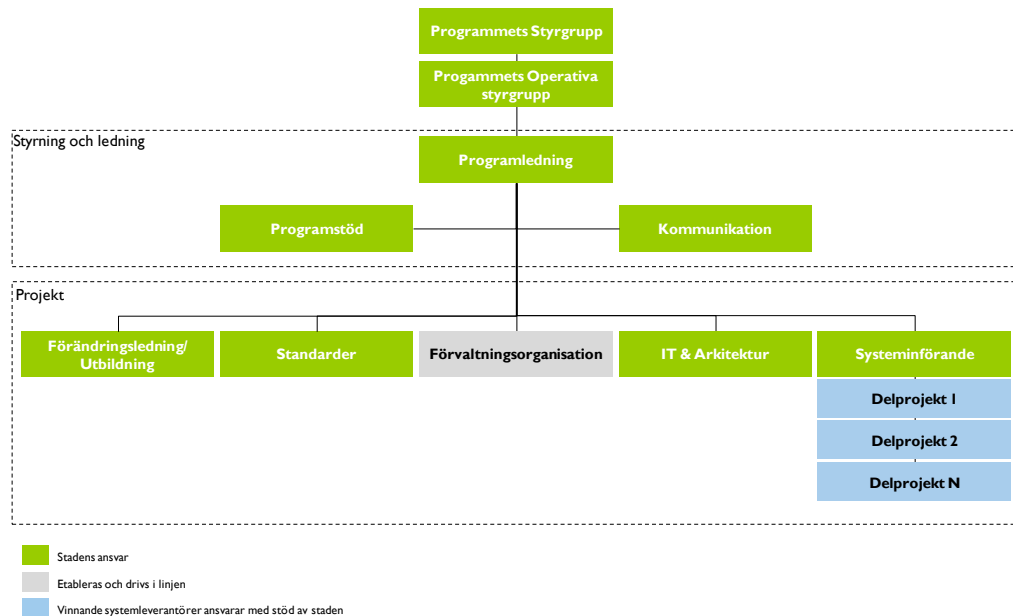 Programmets Styrgrupp
Progammets Operativa
styrgrupp
Styrning och ledning
Programledning
Programstöd
Kommunikation
Projekt
Förändringsledning/
Utbildning
Standarder
Förvaltningsorganisation
IT & Arkitektur
Systeminförande
Delprojekt 1
Delprojekt 2
Delprojekt N
Stadens ansvar
Etableras och drivs i linjen
Vinnande systemleverantörer ansvarar med stöd av staden